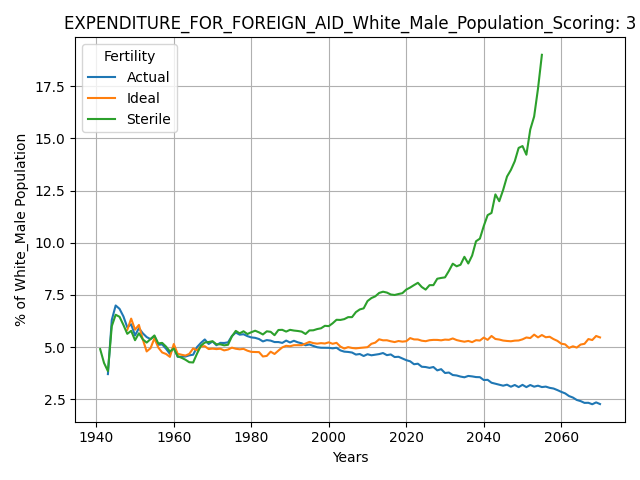 EXPENDITURE_FOR_FOREIGN_AID_White_Male_Population_Scoring: 3
Fertility
Actual
Ideal
Sterile
17.5
15.0
12.5
10.0
7.5
5.0
2.5
% of White_Male Population
1940 1960 1980 2000 2020 2040 2060
Years